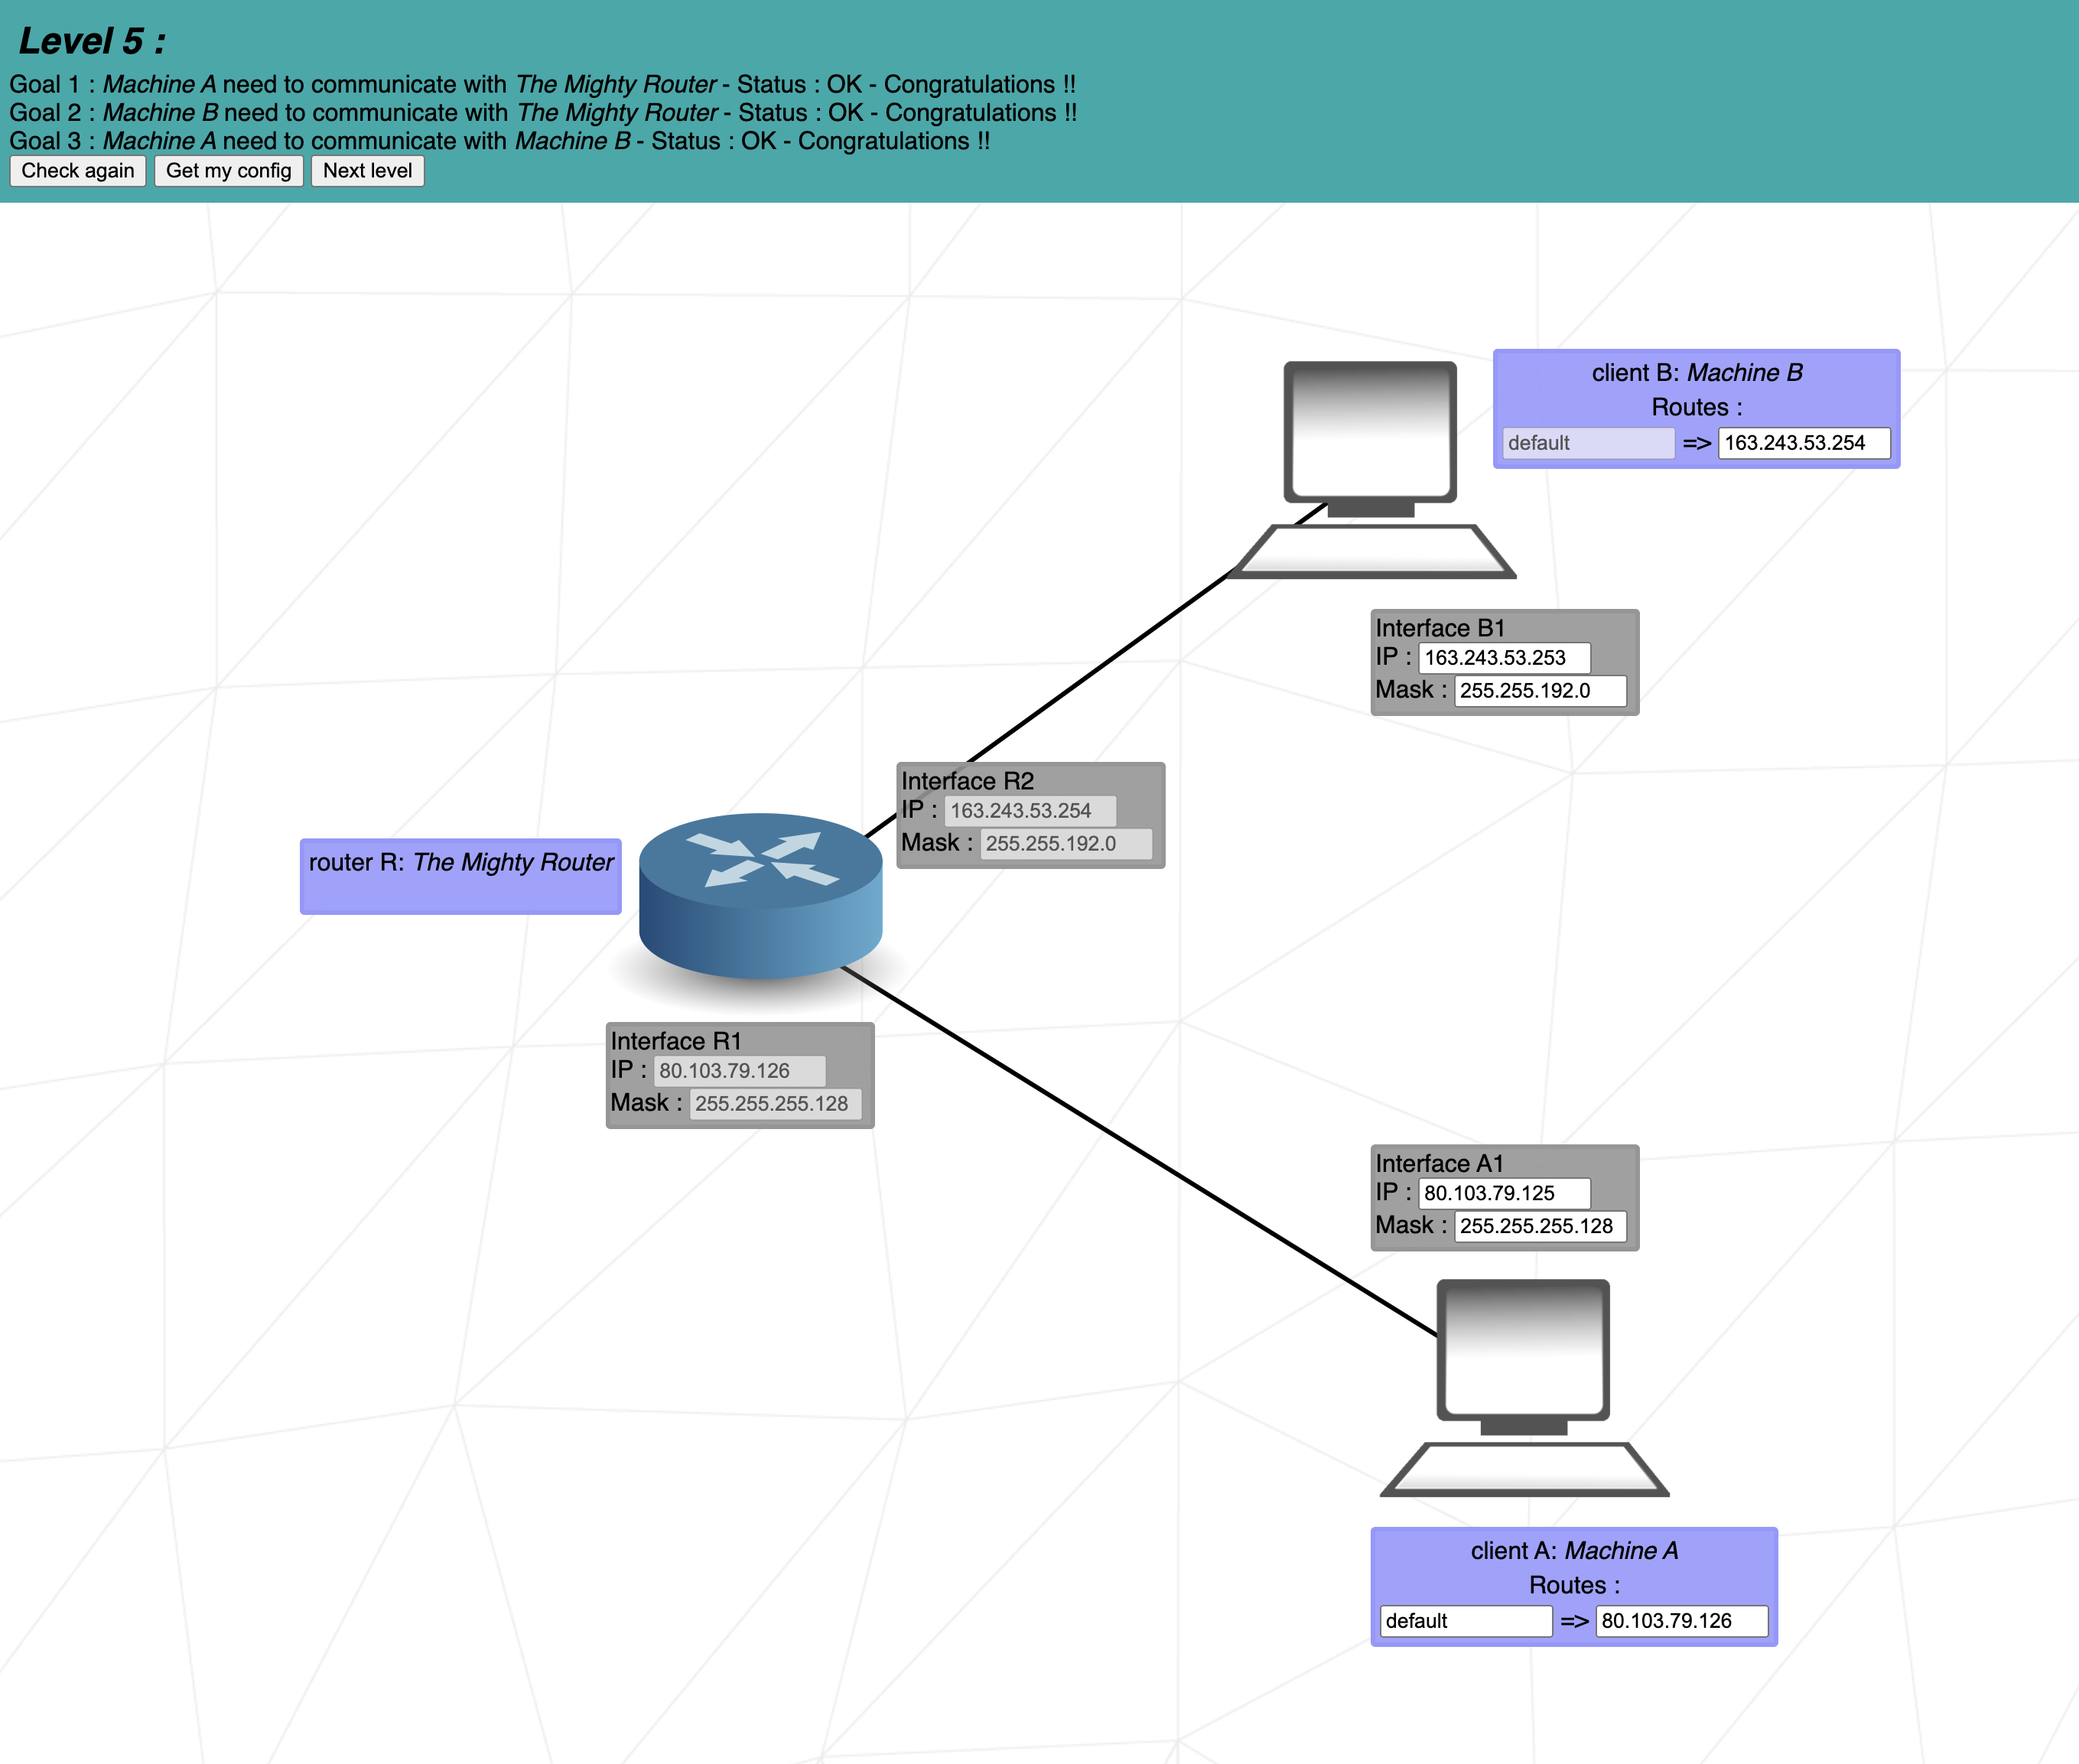 Level 5 :
Goal 1 : Machine A need to communicate with The Mighty Router - Status : OK - Congratulations !!
Goal 2 : Machine B need to communicate with The Mighty Router - Status : OK - Congratulations !!
Goal 3 : Machine A need to communicate with Machine B - Status : OK - Congratulations !!
Check again Get my config Next level
client B: Machine B
Routes :
default => 163.243.53.254
Interface B1
IP : 163.243.53.253
Mask : 255.255.192.0
Interface R2
IP : 163.243.53.254
Mask : 255.255.192.0
router R: The Mighty Router
Interface R1
IP : 80.103.79.126
Mask : 255.255.255.128
Interface A1
IP : 80.103.79.125
Mask : 255.255.255.128
client A: Machine A
Routes :
default => 80.103.79.126